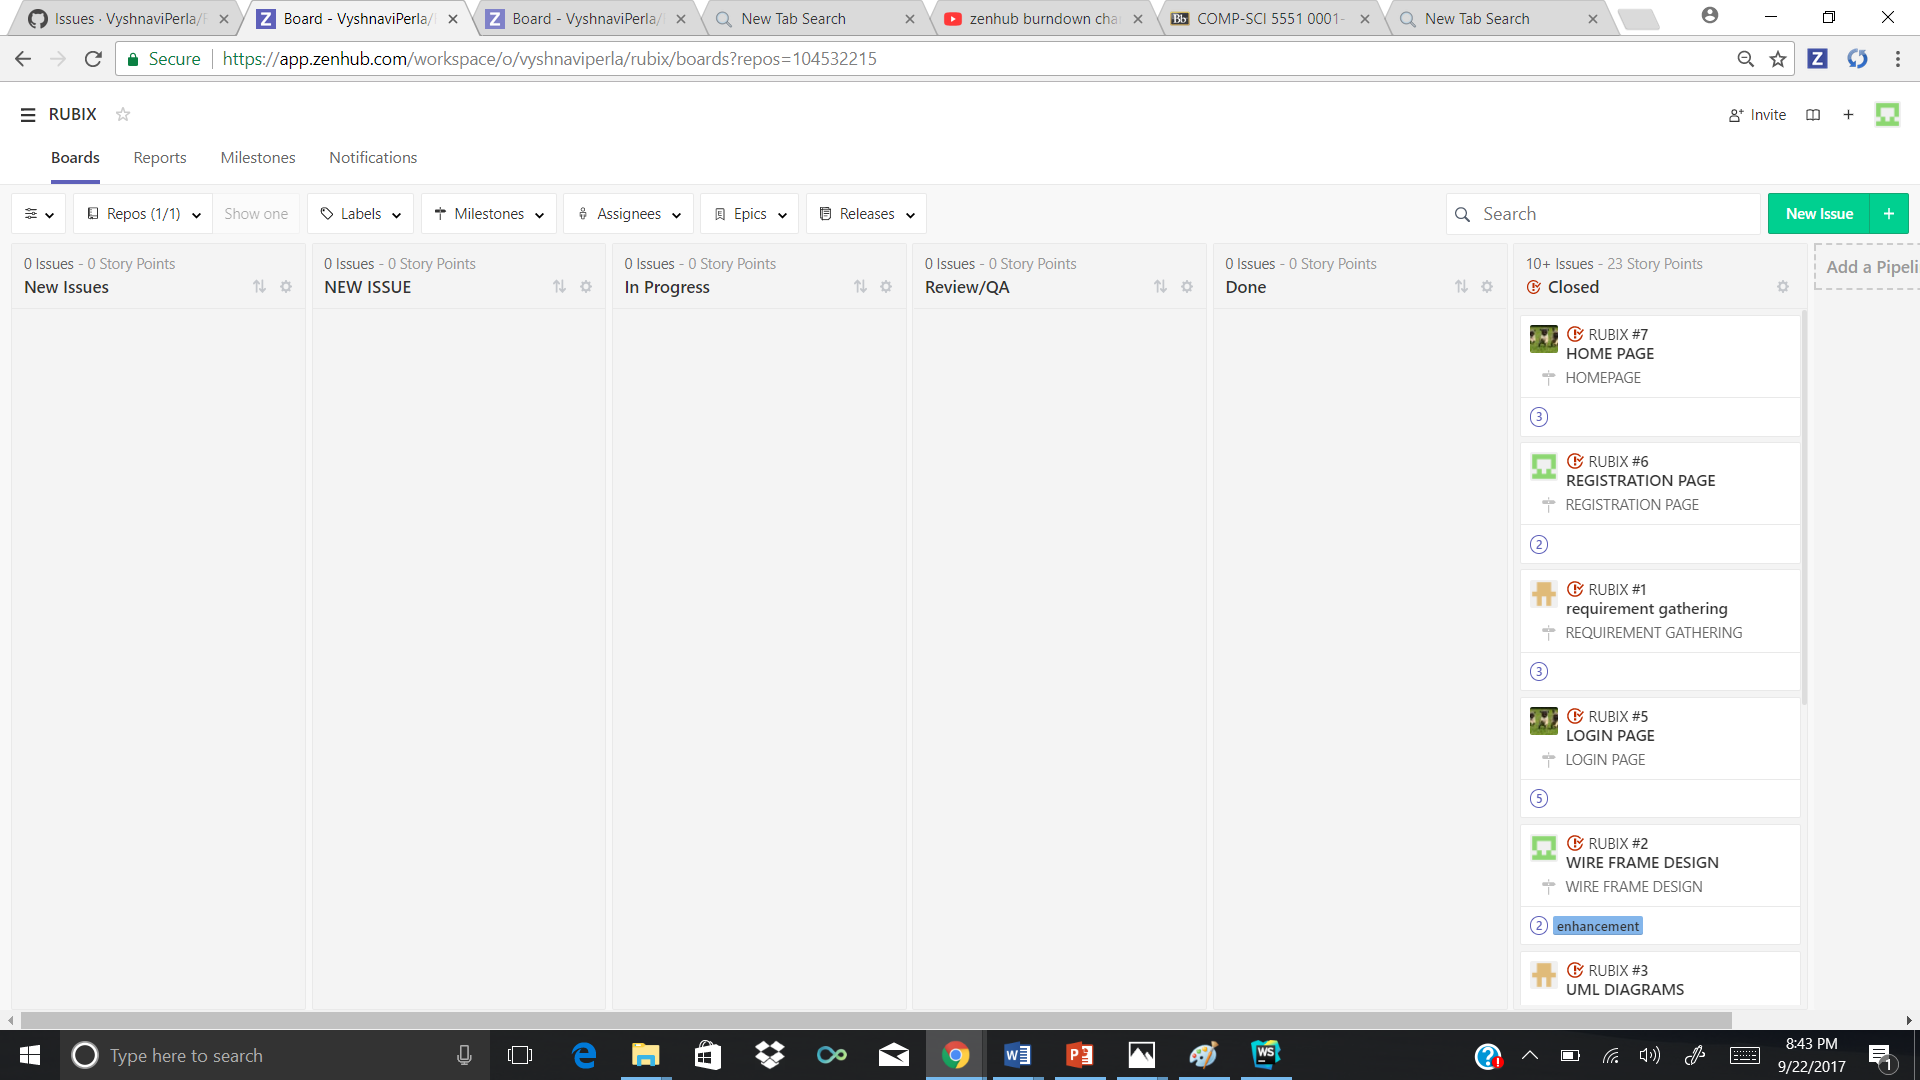 Issues · VyshnaviPerla/
Board - VyshnaviPerla/
Board - VyshnaviPerla/
New Tab Search
zenhub burndown cha
Bb COMP-SCI 5551 0001-
New Tab Search
Secure https://app.zenhub.com/workspace/o/vyshnaviperla/rubix/boards?repos=104532215
RUBIX
Invite
Boards Reports Milestones Notifications
Repos (1/1) Show one Labels Milestones Assignees Epics Releases Search New Issue +
0 Issues - 0 Story Points
New Issues
0 Issues - 0 Story Points
NEW ISSUE
0 Issues - 0 Story Points
In Progress
0 Issues - 0 Story Points
Review/QA
0 Issues - 0 Story Points
Done
10+ Issues - 23 Story Points
Closed
Add a Pipeli
RUBIX #7
HOME PAGE
HOMEPAGE
3
RUBIX #6
REGISTRATION PAGE
REGISTRATION PAGE
2
RUBIX #1
requirement gathering
REQUIREMENT GATHERING
3
RUBIX #5
LOGIN PAGE
LOGIN PAGE
5
RUBIX #2
WIRE FRAME DESIGN
WIRE FRAME DESIGN
2 enhancement
RUBIX #3
UML DIAGRAMS
Type here to search
8:43 PM
9/22/2017
1